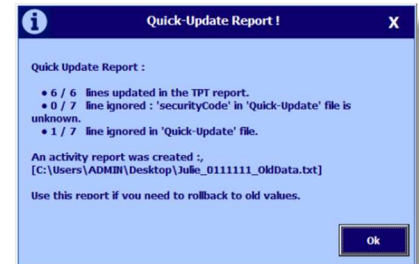 Quick-Update Report !
X
Quick Update Report :
• 6 / 6 lines updated in the TPT report.
• 0 / 7 line ignored : 'securityCode' in 'Quick-Update' file is
unknown.
• 1 / 7 line ignored in 'Quick-Update' file.
An activity report was created :,
[C:\Users\ADMIN\Desktop\Julie_0111111_OldData.txt]
Use this report if you need to rollback to old values.
Ok